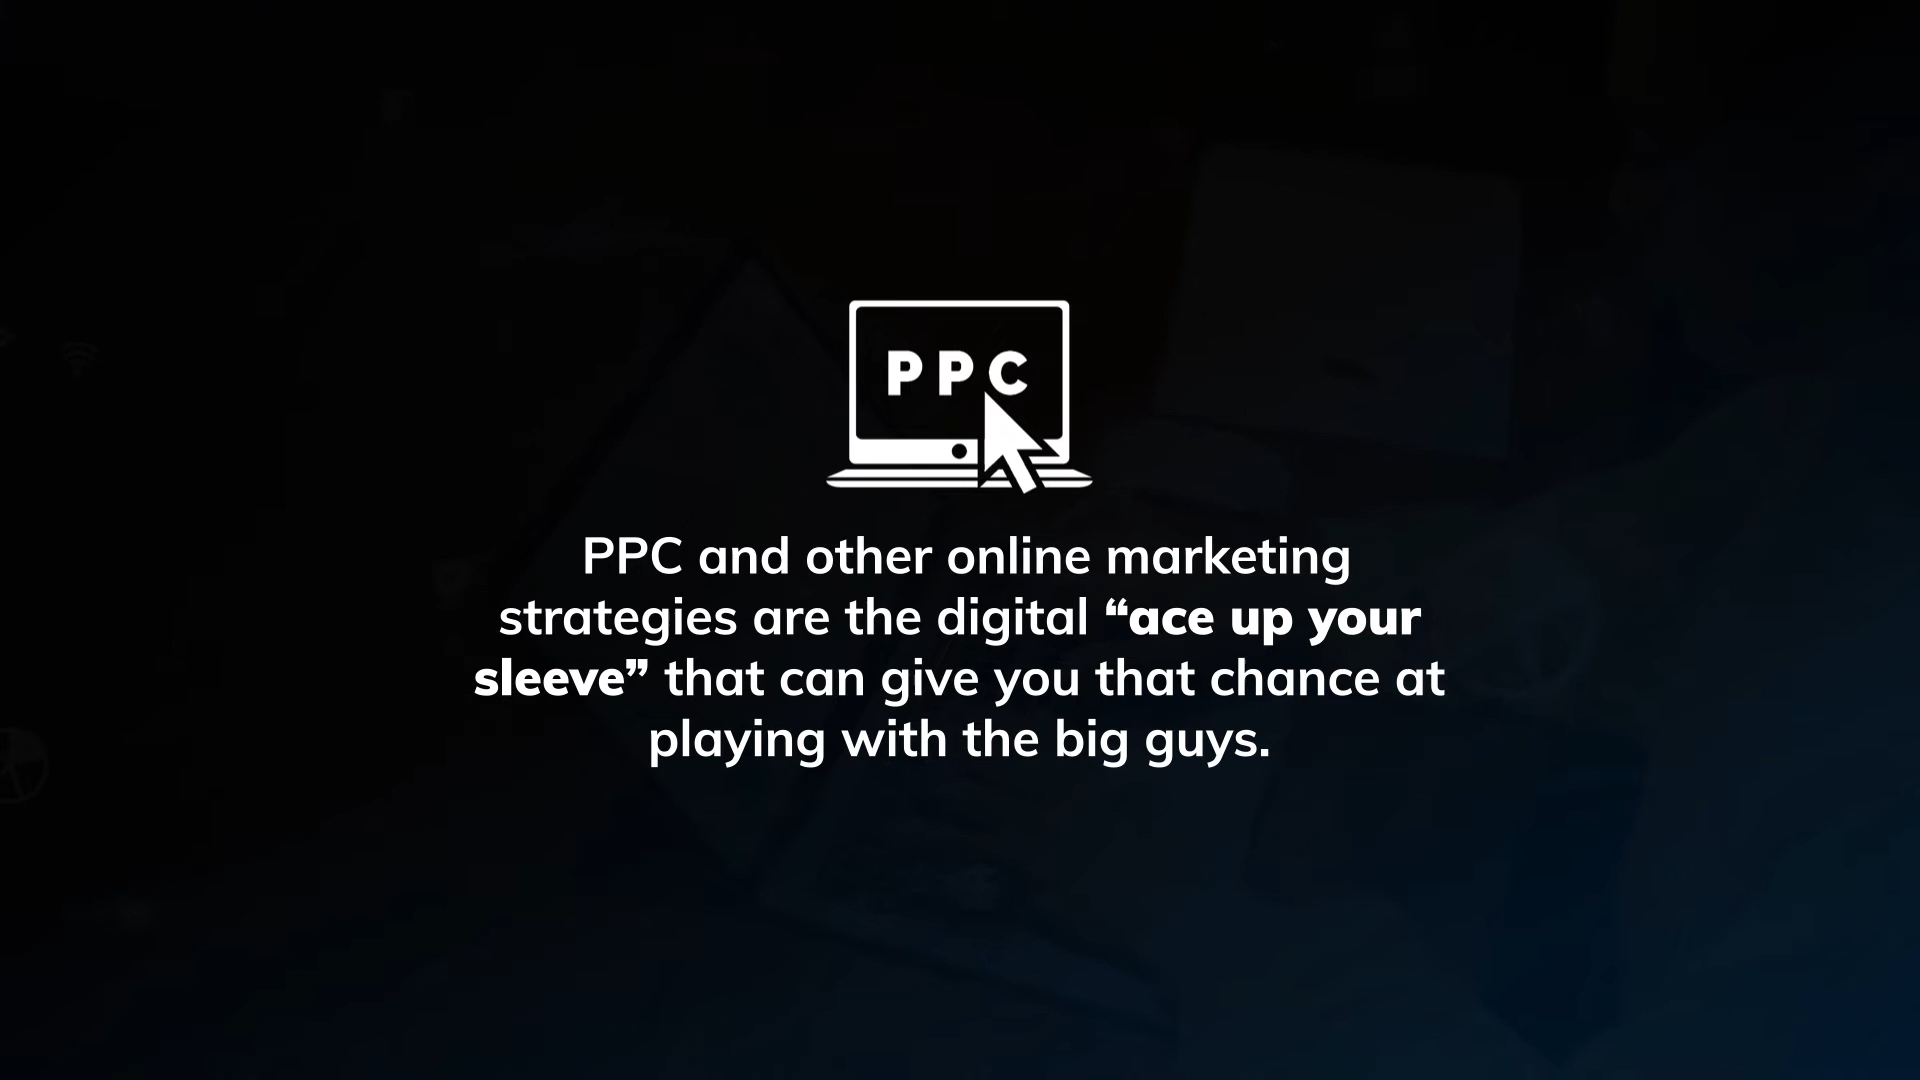 PPC
PPC and other online marketing
strategies are the digital “ace up your
sleeve” that can give you that chance at
playing with the big guys.